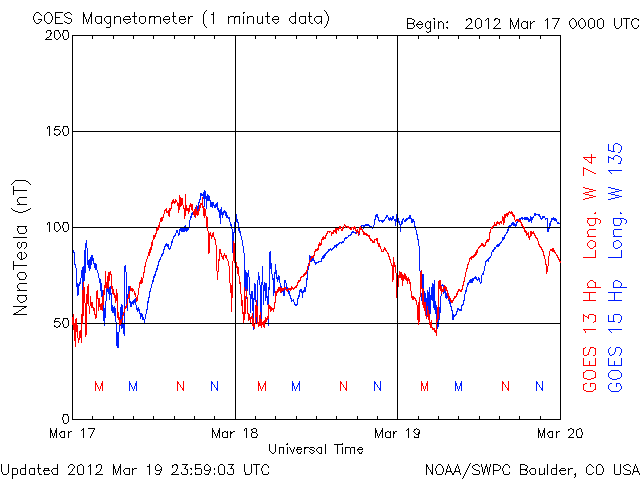 GOES Magnetometer (1 minute data)
Begin: 2012 Mar 17 0000 UTC
200
150
100
50
0
NanoTesla (nT)
M M N N M M N N M M N N
Mar 17 Mar 18 Mar 19 Mar 20
Universal Time
GOES 13 Hp Long. W 74
GOES 15 Hp Long. W 135
Updated 2012 Mar 19 23:59:03 UTC
NOAA/SWPC Boulder, CO USA